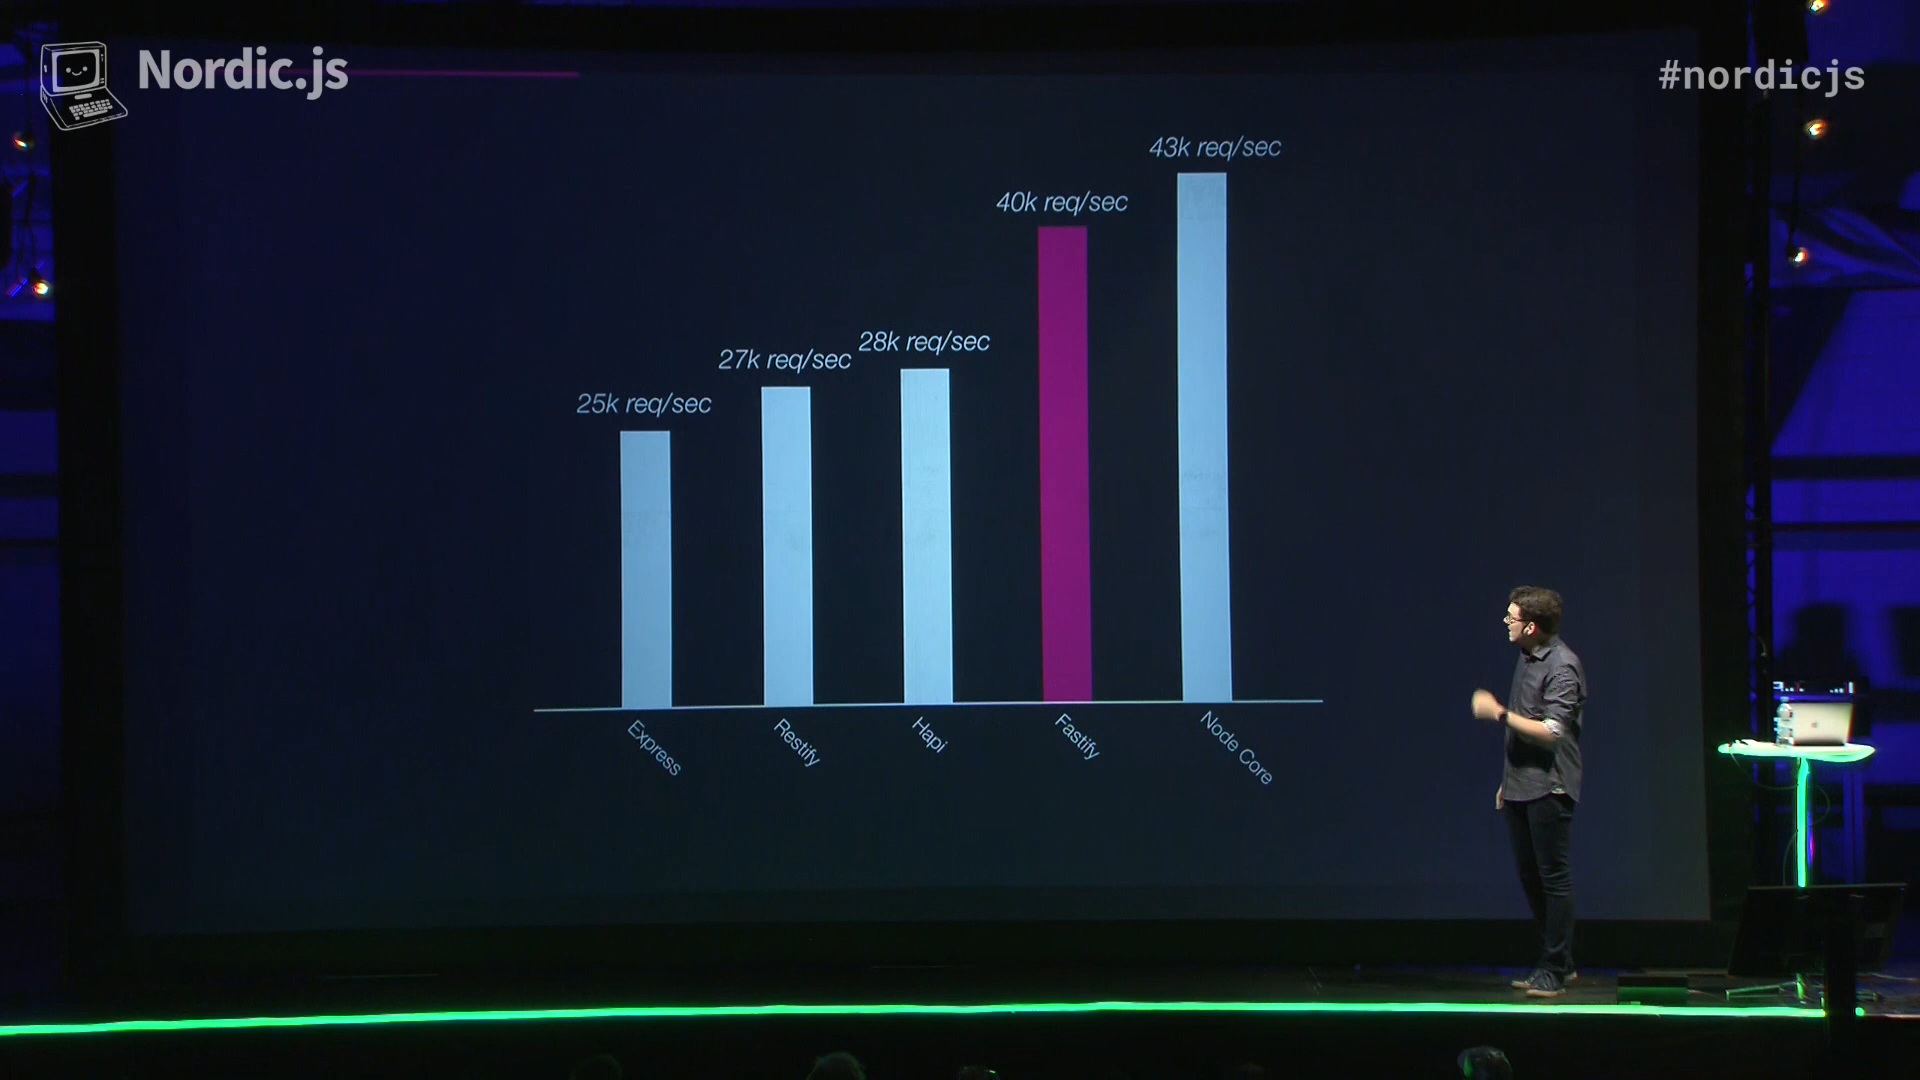 Nordic.js
#nordicjs
43k req/sec
40k req/sec
28k req/sec
27k req/sec
25k req/sec
Express
Restify
Hapi
Fastify
Node Core